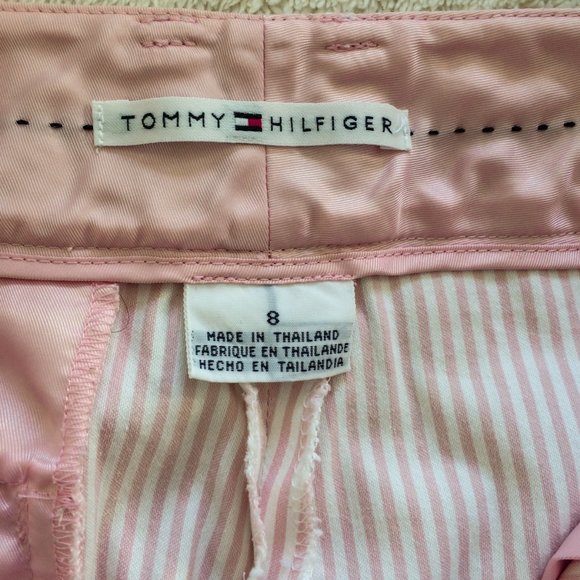 TOMMY HILFIGER
8
MADE IN THAILAND
FABRIQUE EN THAILANDE
HECHO EN TAILANDIA